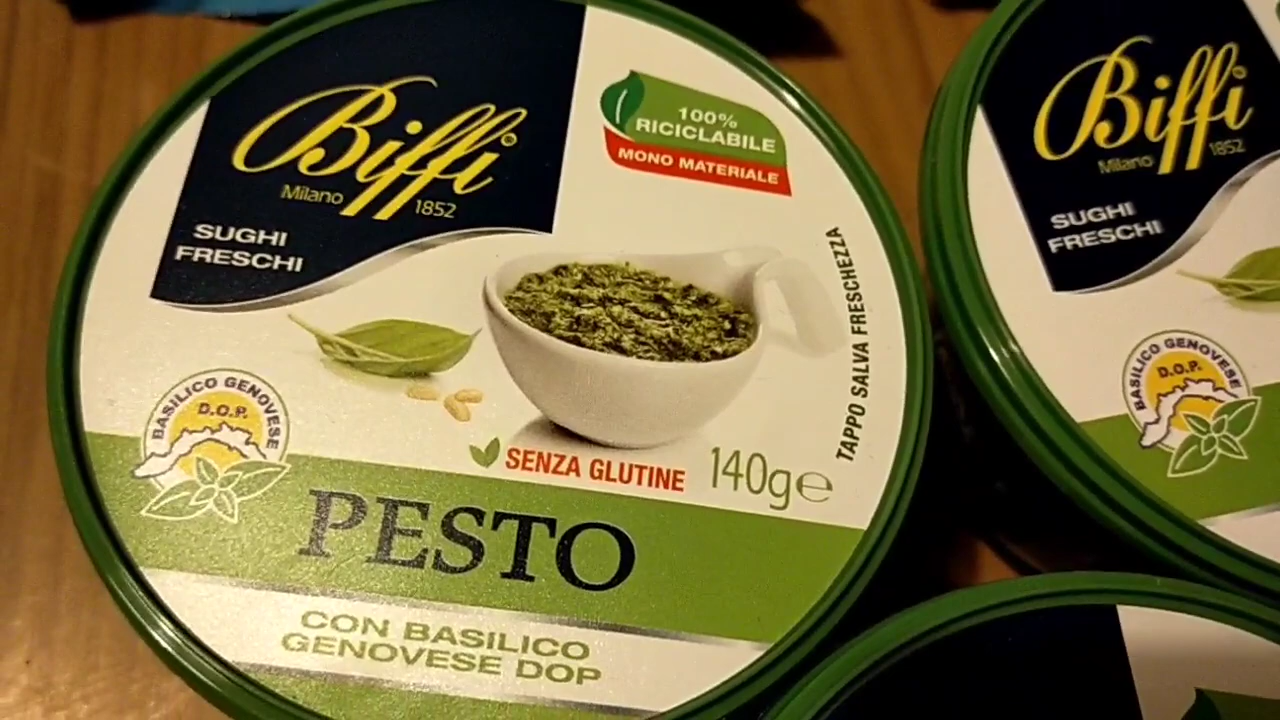 Biffi
Milano 1852
SUGHI
FRESCHI
100%
RICICLABILE
MONO MATERIALE
TAPPO SALVA FRESCHEZZA
BASILICO GENOVESE
D.O.P.
SENZA GLUTINE
140g℮
PESTO
CON BASILICO
GENOVESE DOP
Biffi
Milano 1852
SUGHI
FRESCHI
BASILICO GENOVESE
D.O.P.